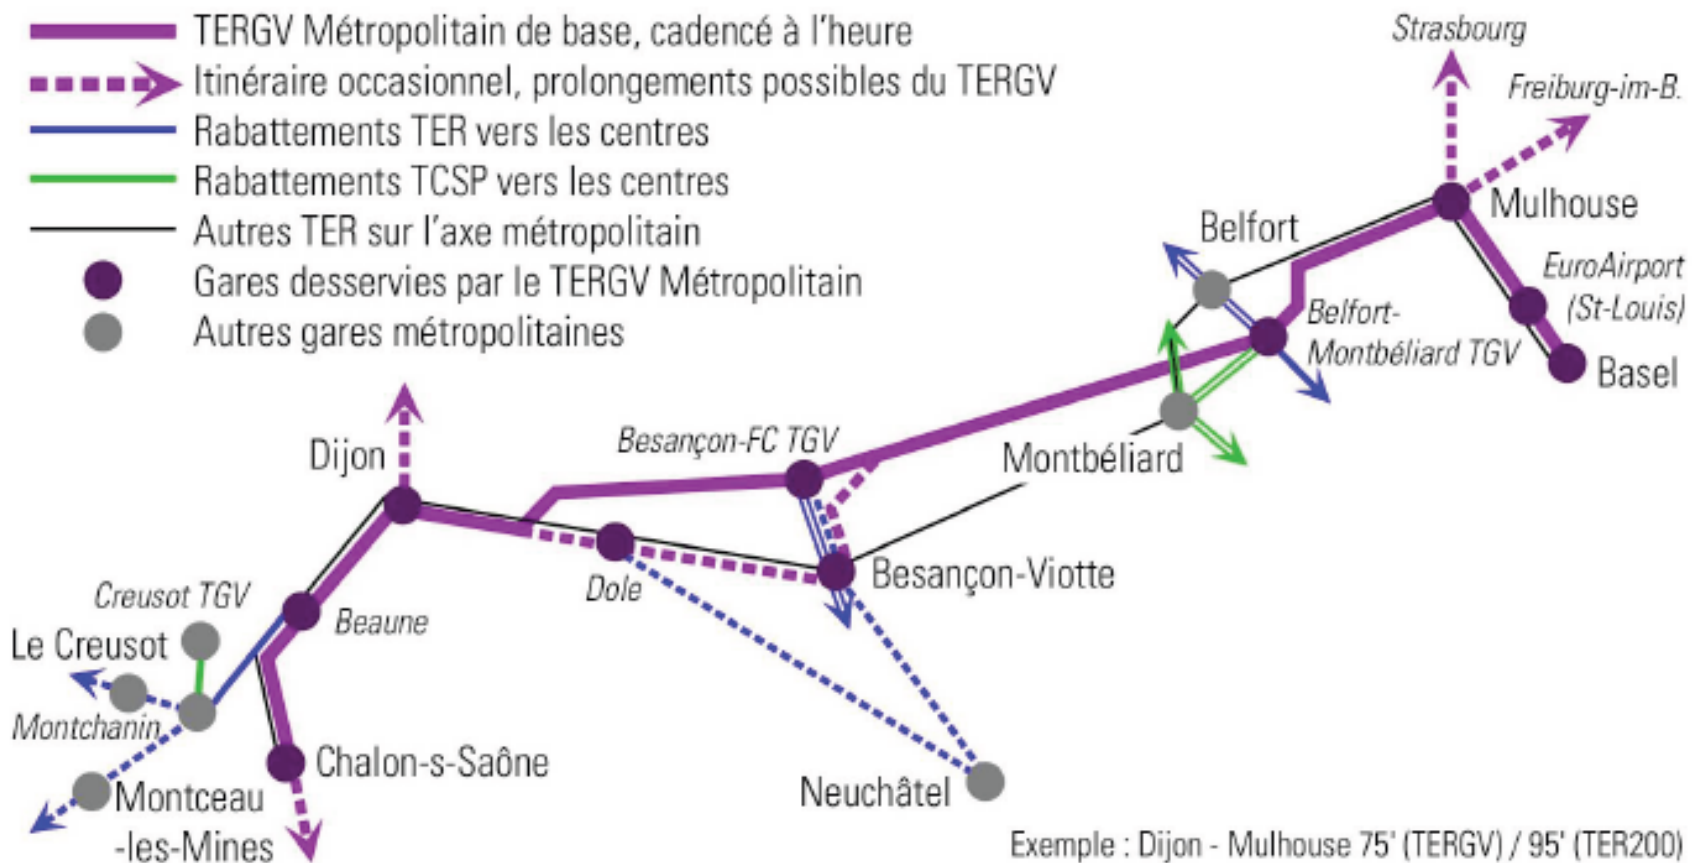 TERGV Métropolitain de base, cadencé à l'heure
Itinéraire occasionnel, prolongements possibles du TERGV
Rabattements TER vers les centres
Rabattements TCSP vers les centres
Autres TER sur l'axe métropolitain
Gares desservies par le TERGV Métropolitain
Autres gares métropolitaines
Strasbourg
Freiburg-im-B.
Mulhouse
Belfort
EuroAirport
(St-Louis)
Belfort-
Montbéliard TGV
Basel
Dijon
Besançon-FC TGV
Montbéliard
Besançon-Viotte
Dole
Creusot TGV
Beaune
Le Creusot
Montchanin
Chalon-s-Saône
Neuchâtel
Montceau
-les-Mines
Exemple : Dijon - Mulhouse 75' (TERGV) / 95' (TER200)